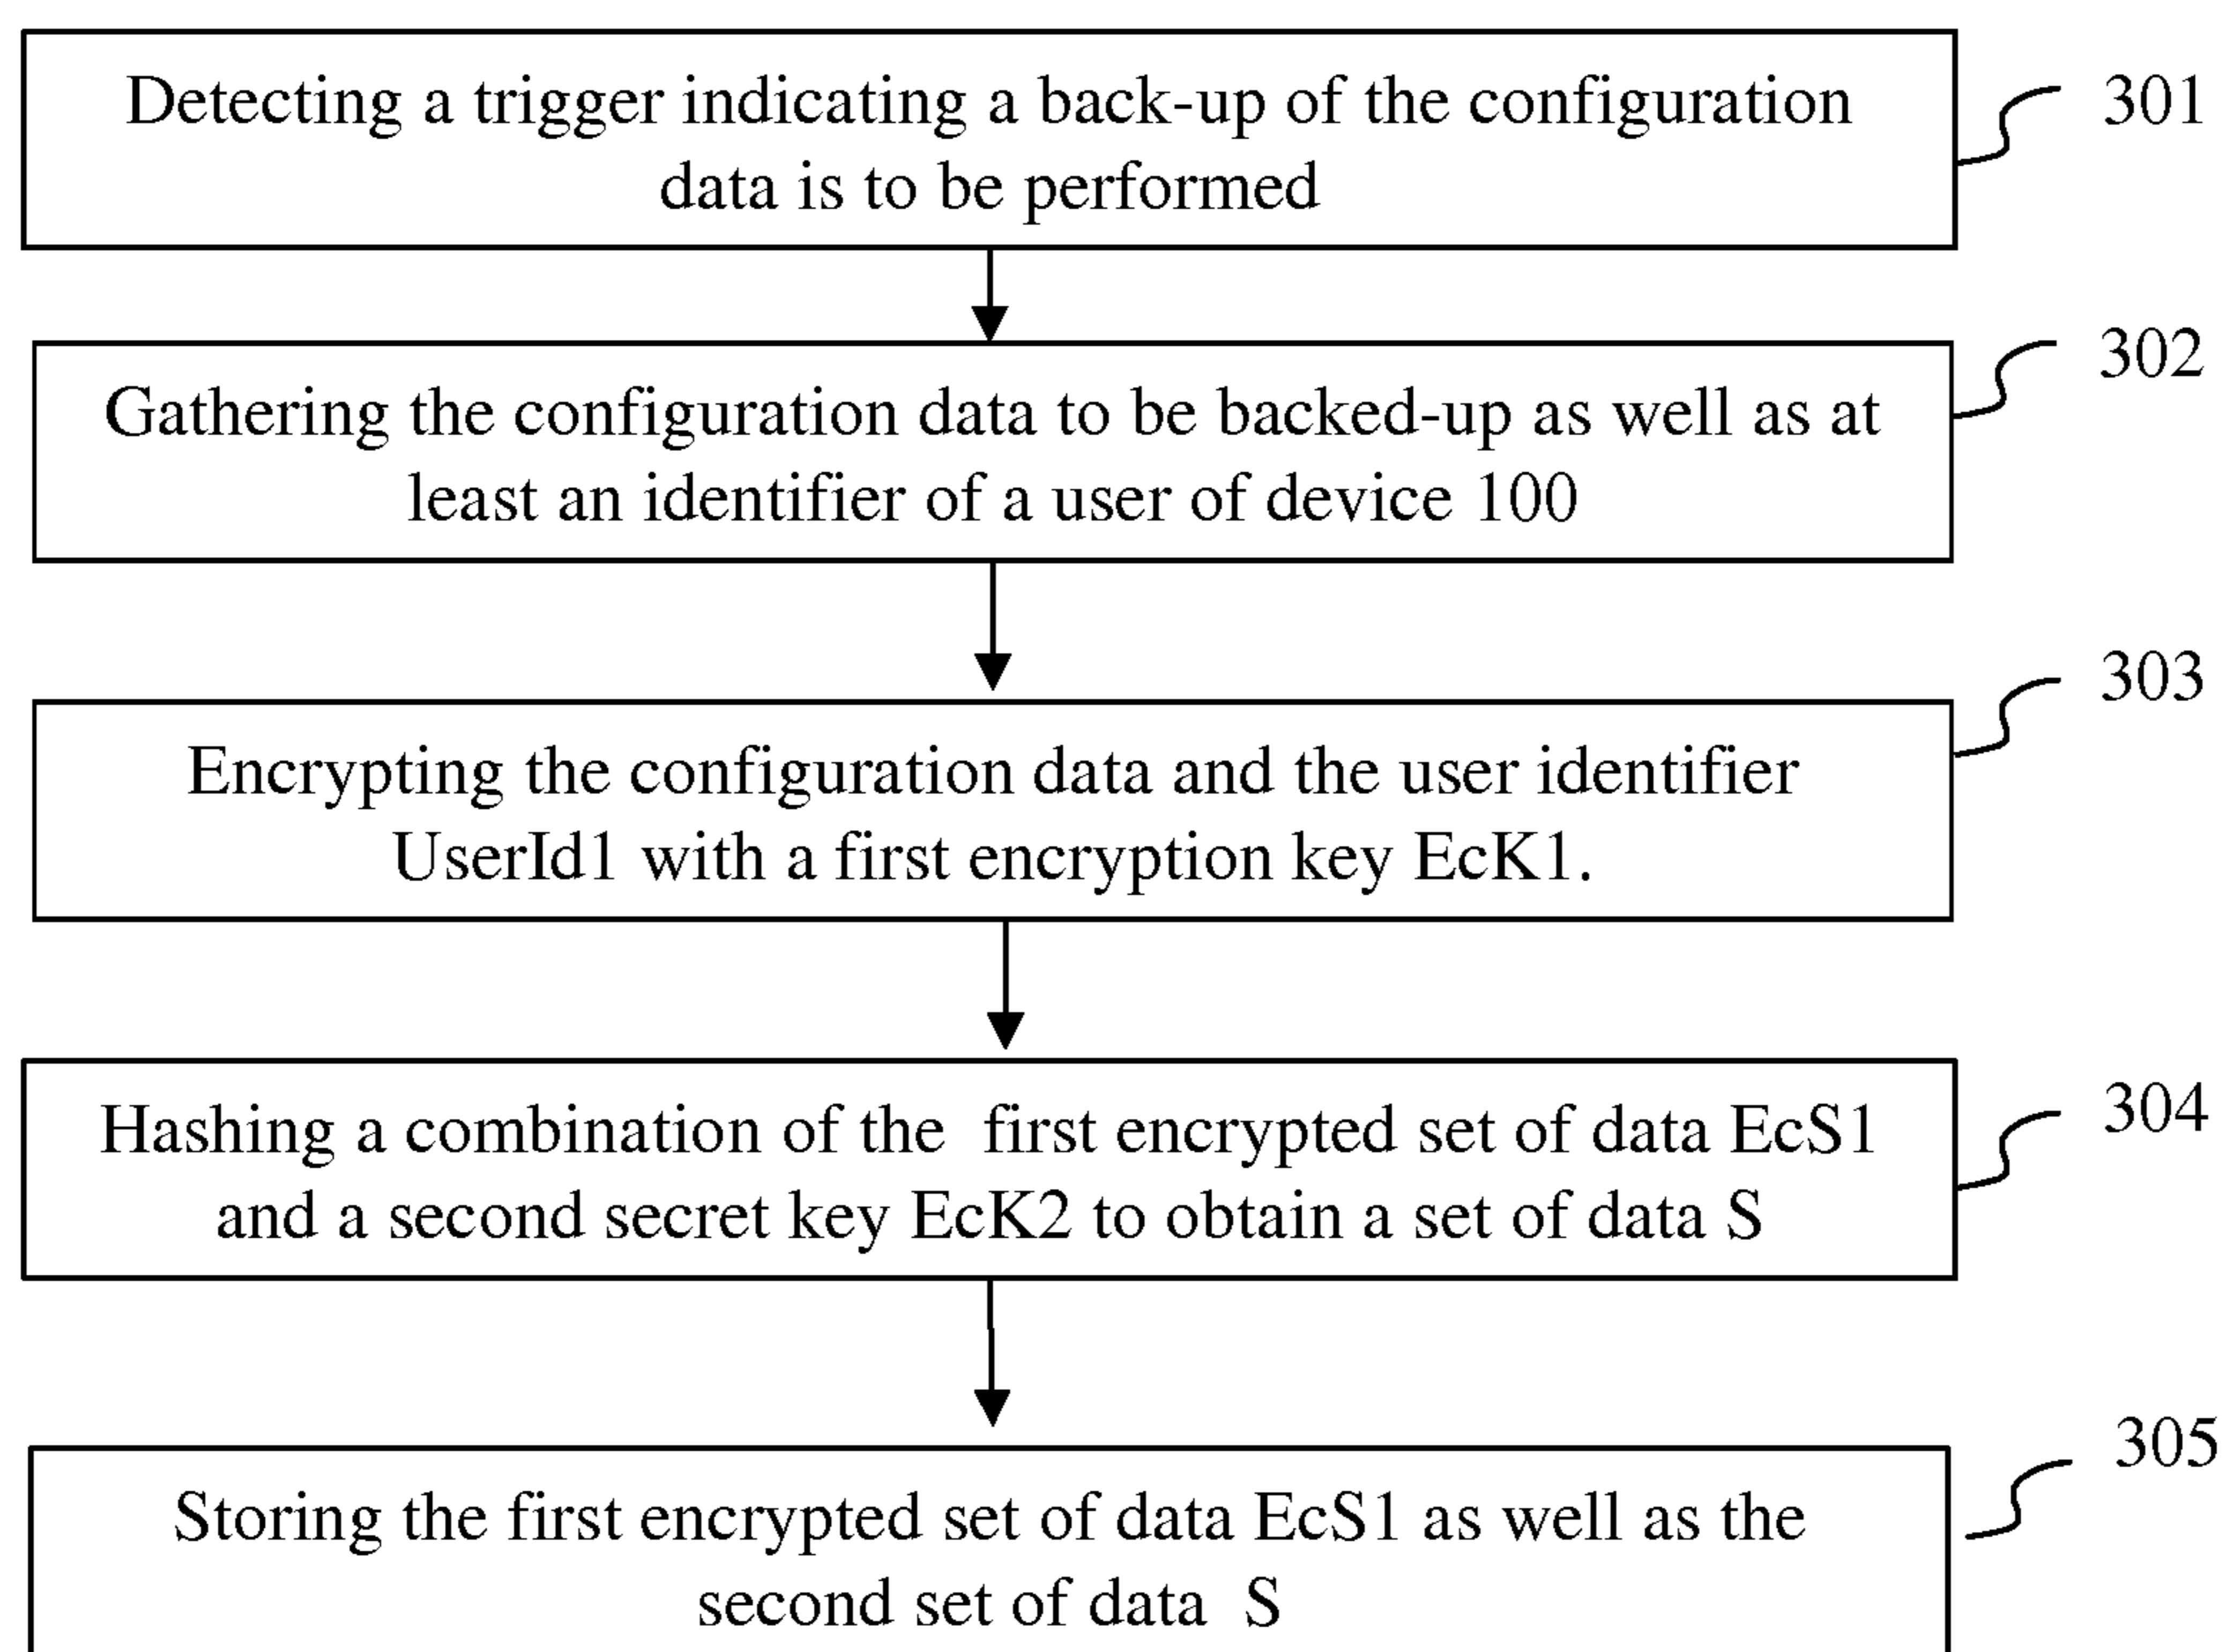 Detecting a trigger indicating a back-up of the configuration
data is to be performed
301
Gathering the configuration data to be backed-up as well as at
least an identifier of a user of device 100
302
Encrypting the configuration data and the user identifier
UserId1 with a first encryption key EcK1.
303
Hashing a combination of the first encrypted set of data EcS1
and a second secret key EcK2 to obtain a set of data S
304
Storing the first encrypted set of data EcS1 as well as the
second set of data S
305